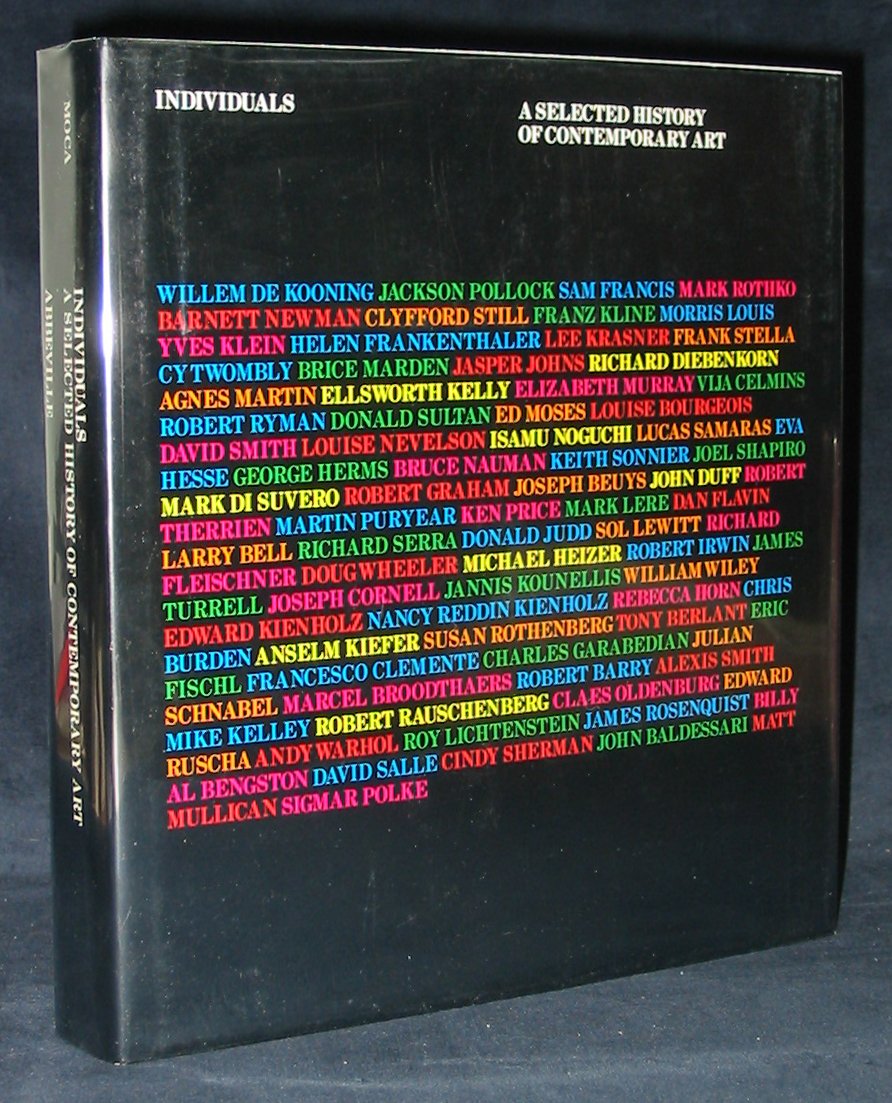 MOCA
INDIVIDUALS
A SELECTED HISTORY OF CONTEMPORARY ART
ABBEVILLE
INDIVIDUALS
A SELECTED HISTORY
OF CONTEMPORARY ART
WILLEM DE KOONING JACKSON POLLOCK SAM FRANCIS MARK ROTHKO
BARNETT NEWMAN CLYFFORD STILL FRANZ KLINE MORRIS LOUIS
YVES KLEIN HELEN FRANKENTHALER LEE KRASNER FRANK STELLA
CY TWOMBLY BRICE MARDEN JASPER JOHNS RICHARD DIEBENKORN
AGNES MARTIN ELLSWORTH KELLY ELIZABETH MURRAY VIJA CELMINS
ROBERT RYMAN DONALD SULTAN ED MOSES LOUISE BOURGEOIS
DAVID SMITH LOUISE NEVELSON ISAMU NOGUCHI LUCAS SAMARAS EVA
HESSE GEORGE HERMS BRUCE NAUMAN KEITH SONNIER JOEL SHAPIRO
MARK DI SUVERO ROBERT GRAHAM JOSEPH BEUYS JOHN DUFF ROBERT
THERRIEN MARTIN PURYEAR KEN PRICE MARK LERE DAN FLAVIN
LARRY BELL RICHARD SERRA DONALD JUDD SOL LEWITT RICHARD
FLEISCHNER DOUG WHEELER MICHAEL HEIZER ROBERT IRWIN JAMES
TURRELL JOSEPH CORNELL JANNIS KOUNELLIS WILLIAM WILEY
EDWARD KIENHOLZ NANCY REDDIN KIENHOLZ REBECCA HORN CHRIS
BURDEN ANSELM KIEFER SUSAN ROTHENBERG TONY BERLANT ERIC
FISCHL FRANCESCO CLEMENTE CHARLES GARABEDIAN JULIAN
SCHNABEL MARCEL BROODTHAERS ROBERT BARRY ALEXIS SMITH
MIKE KELLEY ROBERT RAUSCHENBERG CLAES OLDENBURG EDWARD
RUSCHA ANDY WARHOL ROY LICHTENSTEIN JAMES ROSENQUIST BILLY
AL BENGSTON DAVID SALLE CINDY SHERMAN JOHN BALDESSARI MATT
MULLICAN SIGMAR POLKE